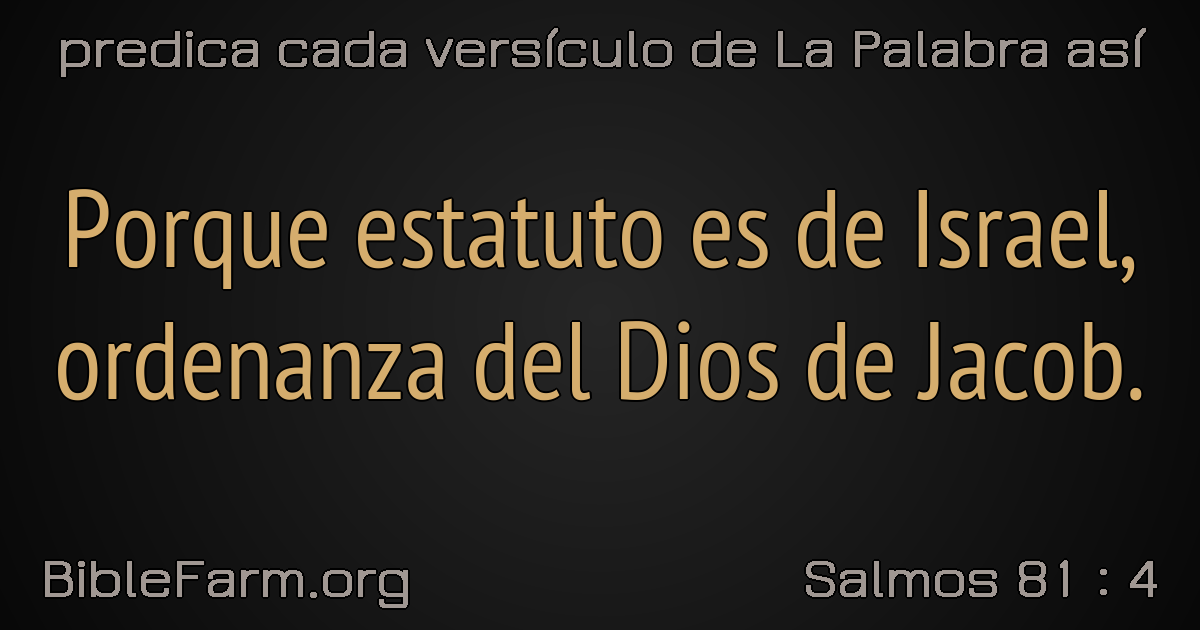 predica cada versículo de La Palabra así
Porque estatuto es de Israel,
ordenanza del Dios de Jacob.
BibleFarm.org
Salmos 81 : 4